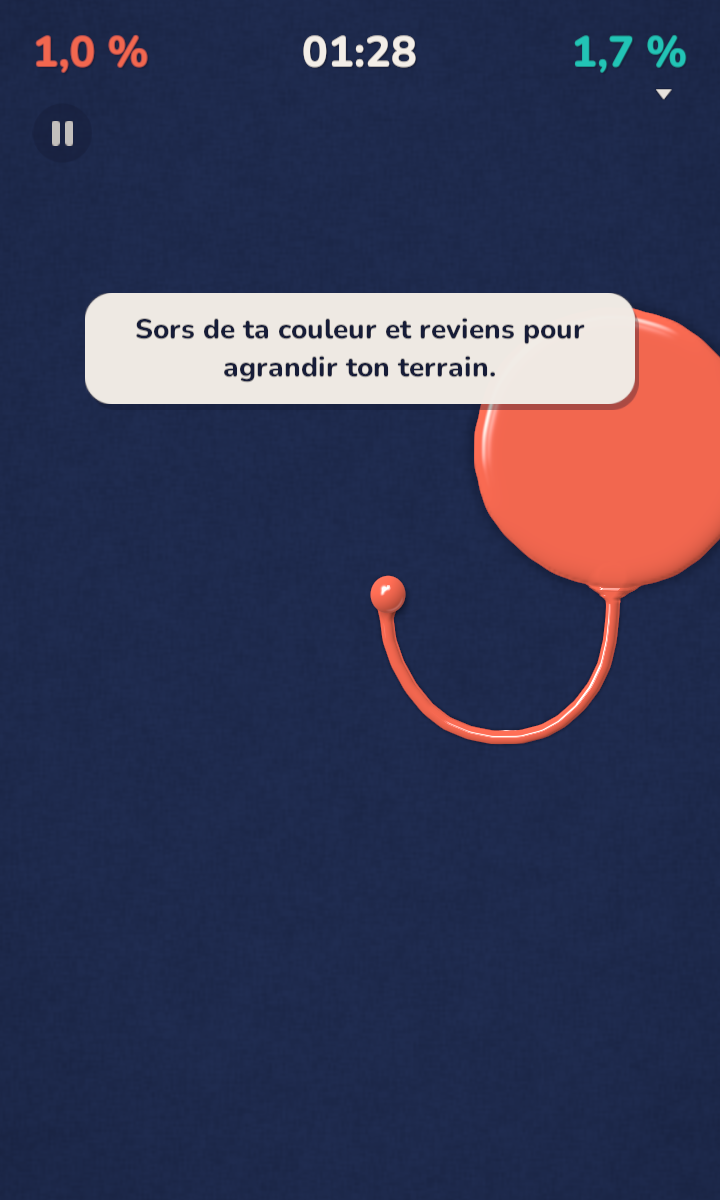 1,0 % 01:28 1,7 %
Sors de ta couleur et reviens pour
agrandir ton terrain.